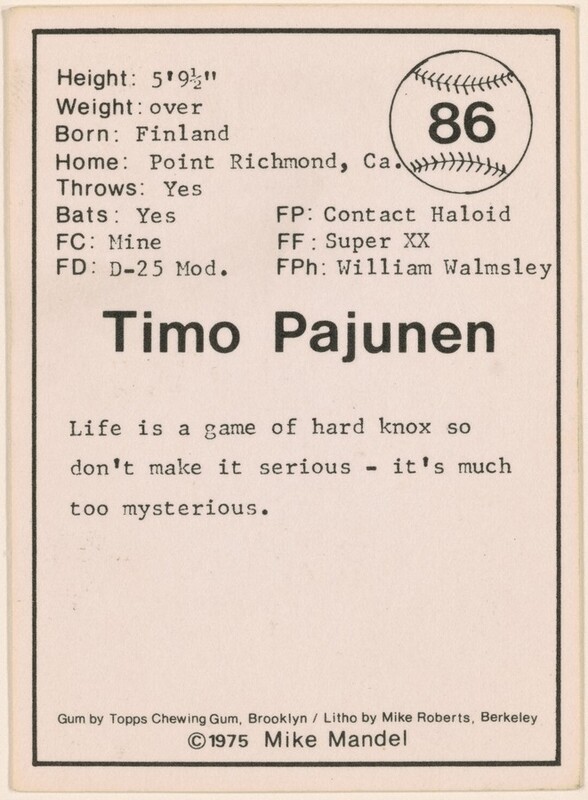 Height: 5'9½"
Weight: over
86
Born: Finland
Home: Point Richmond, Ca.
Throws: Yes
Bats: Yes FP: Contact Haloid
FC: Mine FF: Super XX
FD: D-25 Mod. FPh: William Walmsley
Timo Pajunen
Life is a game of hard knox so
don't make it serious - it's much
too mysterious.
Gum by Topps Chewing Gum, Brooklyn / Litho by Mike Roberts, Berkeley
©1975 Mike Mandel